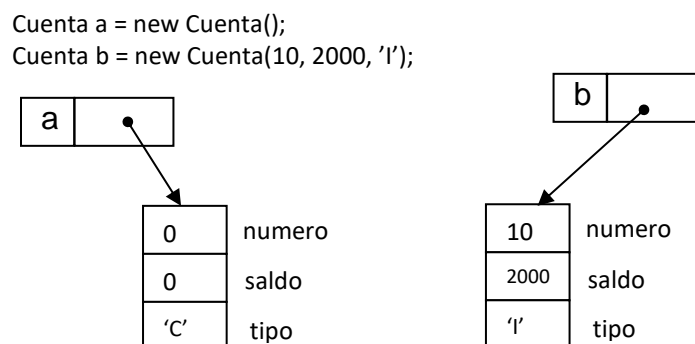 Cuenta a = new Cuenta();
Cuenta b = new Cuenta(10, 2000, ’I’);
a
b
0 numero
0 saldo
‘C’ tipo
10 numero
2000 saldo
‘I’ tipo